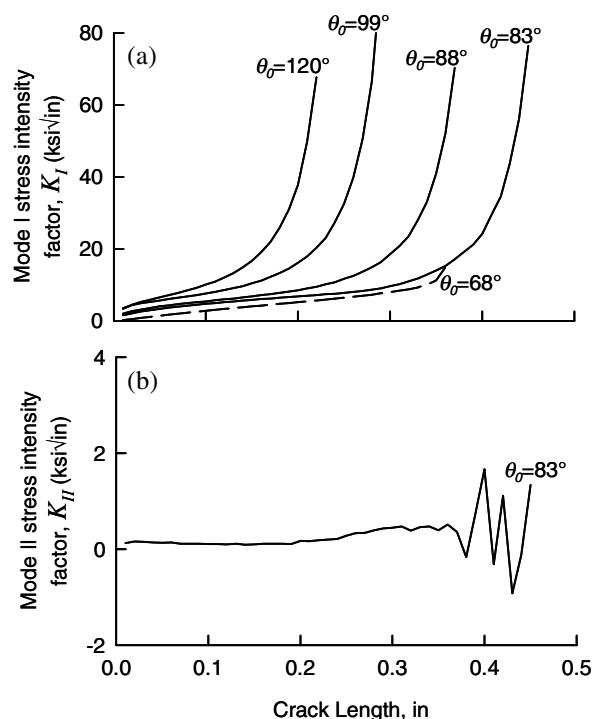 80
60
40
20
0
Mode I stress intensity
factor, K_I (ksi√in)
(a)
θ₀=120°
θ₀=99°
θ₀=88°
θ₀=83°
θ₀=68°
4
2
0
-2
Mode II stress intensity
factor, K_II (ksi√in)
(b)
θ₀=83°
0.0 0.1 0.2 0.3 0.4 0.5
Crack Length, in